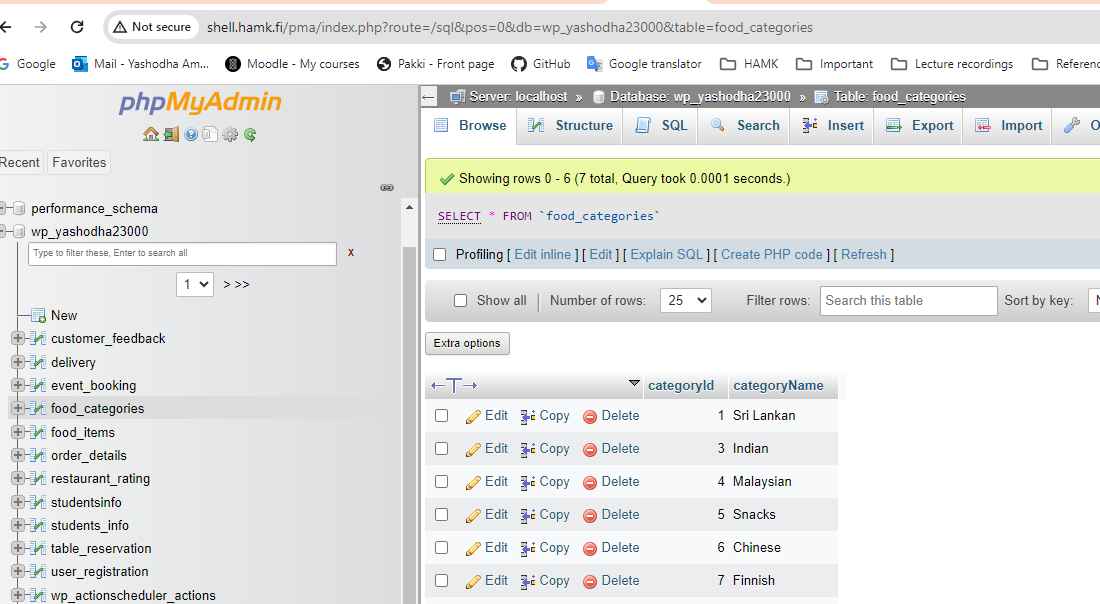 Not secure shell.hamk.fi/pma/index.php?route=/sql&pos=0&db=wp_yashodha23000&table=food_categories
Google Mail - Yashodha Am... Moodle - My courses Pakki - Front page GitHub Google translator HAMK Important Lecture recordings Referenc
phpMyAdmin
Recent Favorites
performance_schema
wp_yashodha23000
Type to filter these, Enter to search all X
1 > >>
New
customer_feedback
delivery
event_booking
food_categories
food_items
order_details
restaurant_rating
studentsinfo
students_info
table_reservation
user_registration
wp_actionscheduler_actions
Server: localhost » Database: wp_yashodha23000 » Table: food_categories
Browse Structure SQL Search Insert Export Import O
Showing rows 0 - 6 (7 total, Query took 0.0001 seconds.)
SELECT * FROM `food_categories`
Profiling [ Edit inline ] [ Edit ] [ Explain SQL ] [ Create PHP code ] [ Refresh ]
Show all Number of rows: 25 Filter rows: Search this table Sort by key: N
Extra options
categoryId categoryName
Edit Copy Delete 1 Sri Lankan
Edit Copy Delete 3 Indian
Edit Copy Delete 4 Malaysian
Edit Copy Delete 5 Snacks
Edit Copy Delete 6 Chinese
Edit Copy Delete 7 Finnish